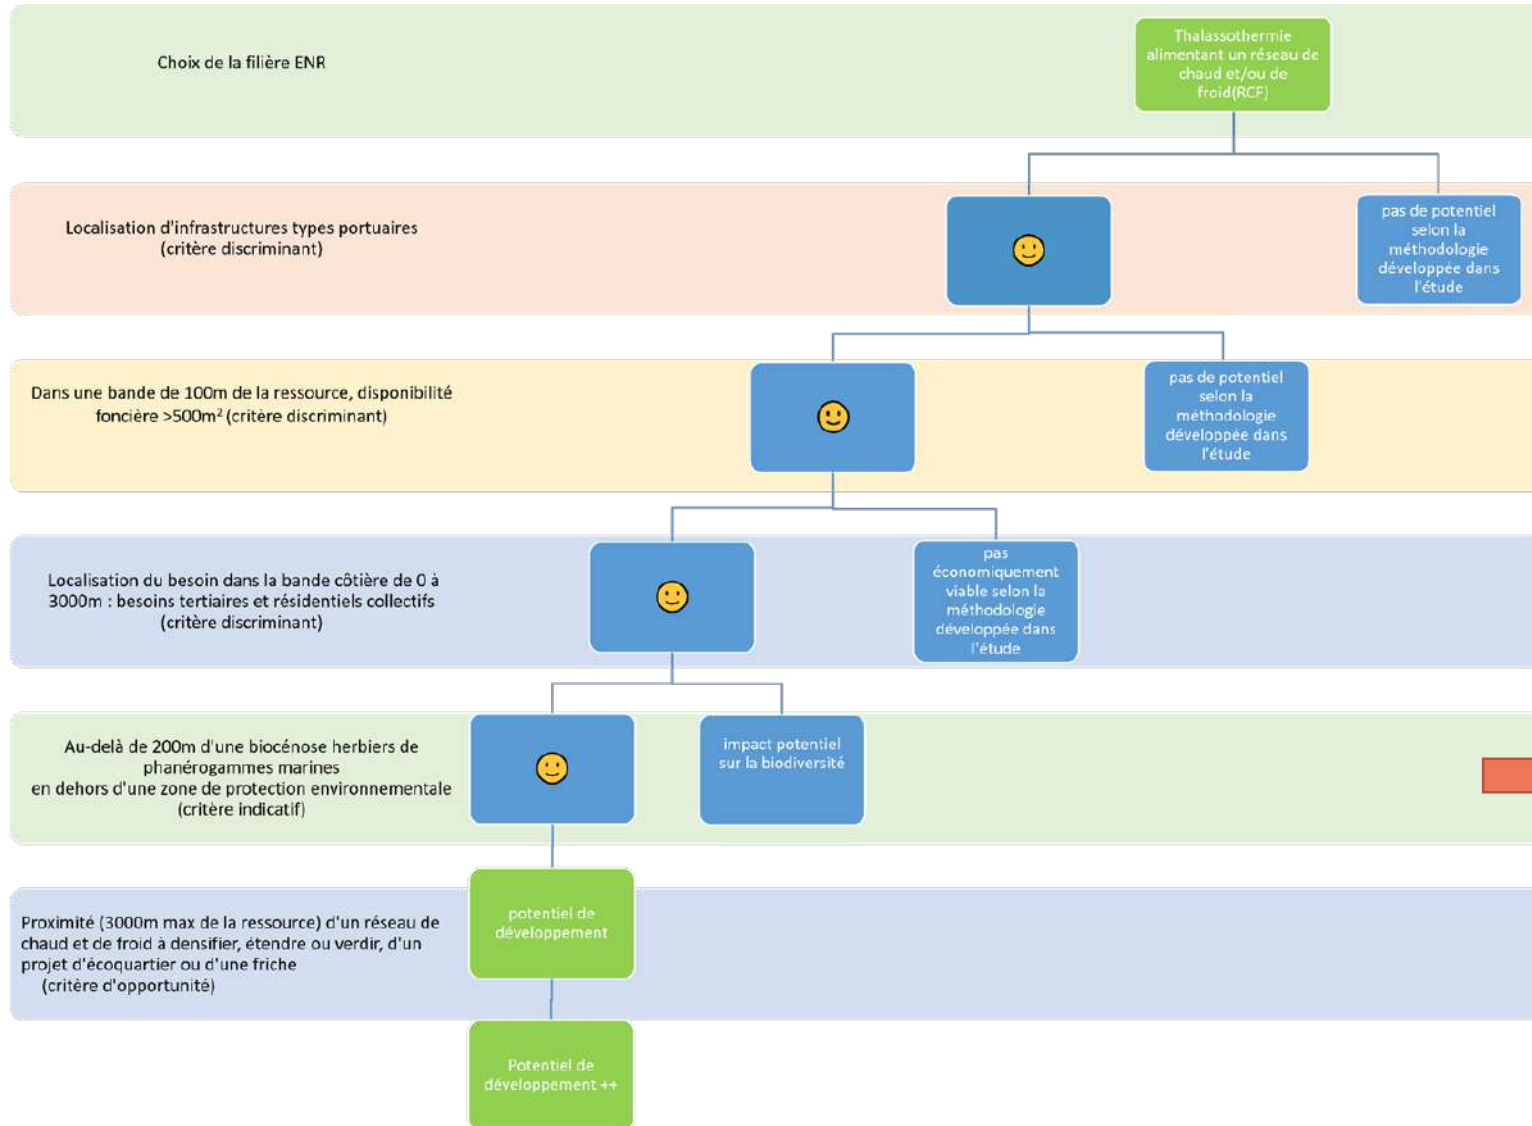 Choix de la filière ENR
Thalassothermie
alimentant un réseau de
chaud et/ou de
froid(RCF)
Localisation d'infrastructures types portuaires
(critère discriminant)
pas de potentiel
selon la
méthodologie
développée dans
l'étude
Dans une bande de 100m de la ressource, disponibilité
foncière >500m² (critère discriminant)
pas de potentiel
selon la
méthodologie
développée dans
l'étude
Localisation du besoin dans la bande côtière de 0 à
3000m : besoins tertiaires et résidentiels collectifs
(critère discriminant)
pas
économiquement
viable selon la
méthodologie
développée dans
l'étude
Au-delà de 200m d'une biocénose herbiers de
phanérogammes marines
en dehors d'une zone de protection environnementale
(critère indicatif)
impact potentiel
sur la biodiversité
Proximité (3000m max de la ressource) d'un réseau de
chaud et de froid à densifier, étendre ou verdir, d'un
projet d'écoquartier ou d'une friche
(critère d'opportunité)
potentiel de
développement
Potentiel de
développement ++